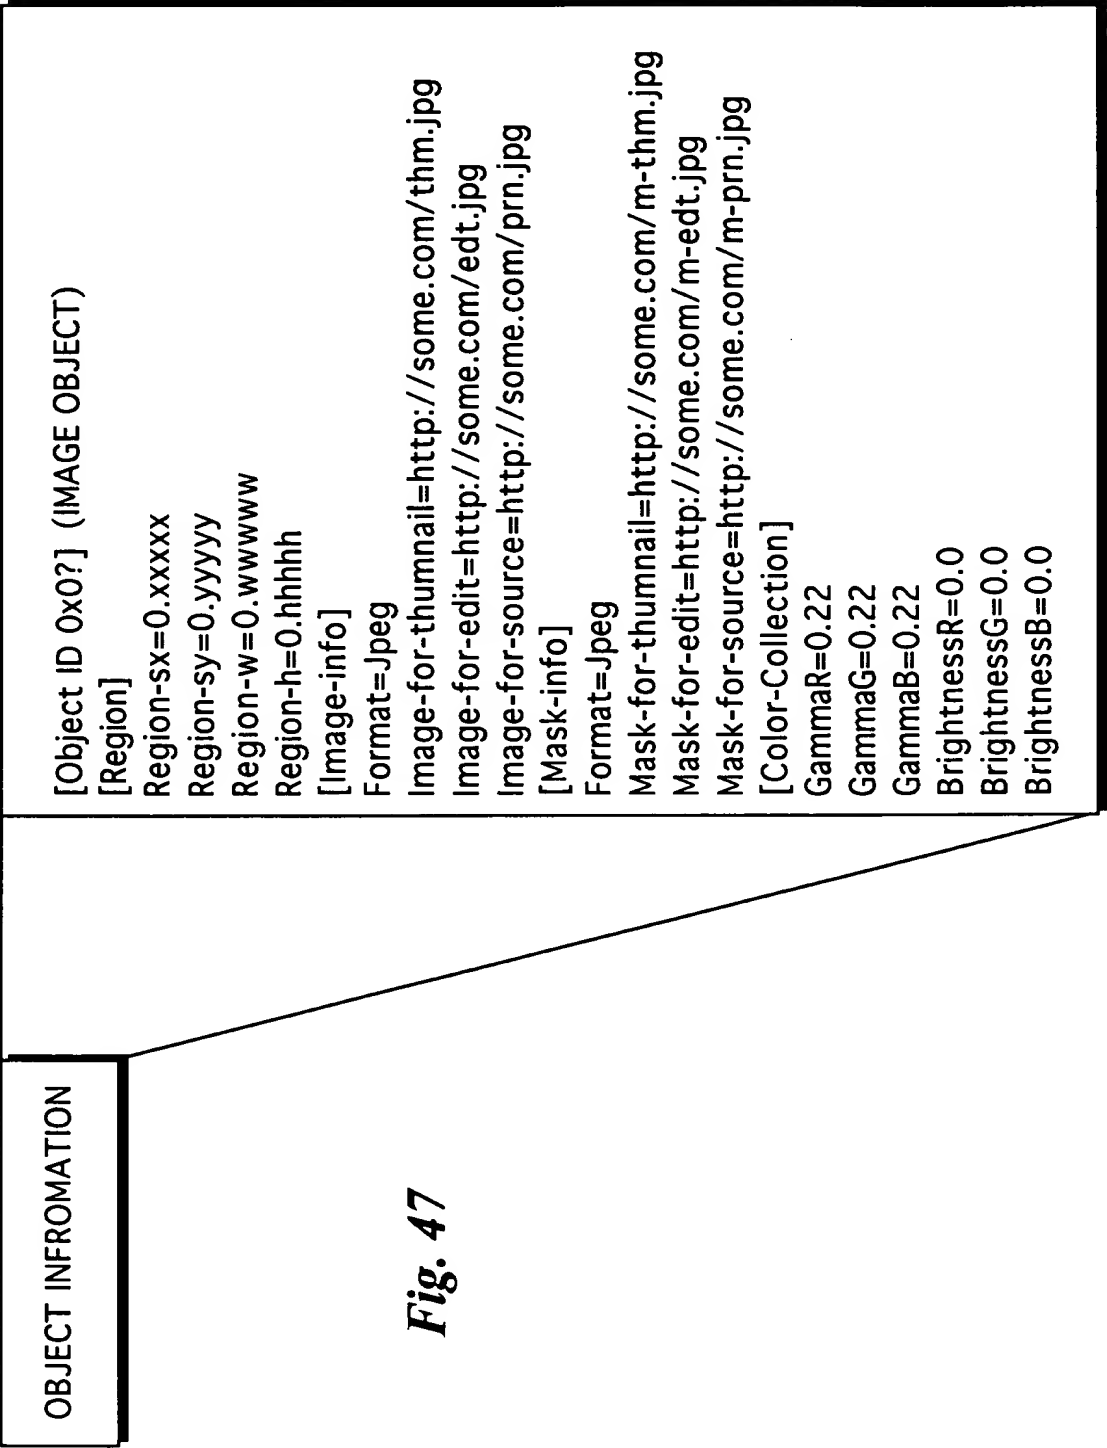 OBJECT INFROMATION
[Object ID 0x0?] (IMAGE OBJECT)
[Region]
Region-sx=0.xxxxx
Region-sy=0.yyyyy
Region-w=0.wwwww
Region-h=0.hhhhh
[Image-info]
Format=Jpeg
Image-for-thumnail=http://some.com/thm.jpg
Image-for-edit=http://some.com/edt.jpg
Image-for-source=http://some.com/prn.jpg
[Mask-info]
Format=Jpeg
Mask-for-thumnail=http://some.com/m-thm.jpg
Mask-for-edit=http://some.com/m-edt.jpg
Mask-for-source=http://some.com/m-prn.jpg
[Color-Collection]
GammaR=0.22
GammaG=0.22
GammaB=0.22
BrightnessR=0.0
BrightnessG=0.0
BrightnessB=0.0
Fig. 47